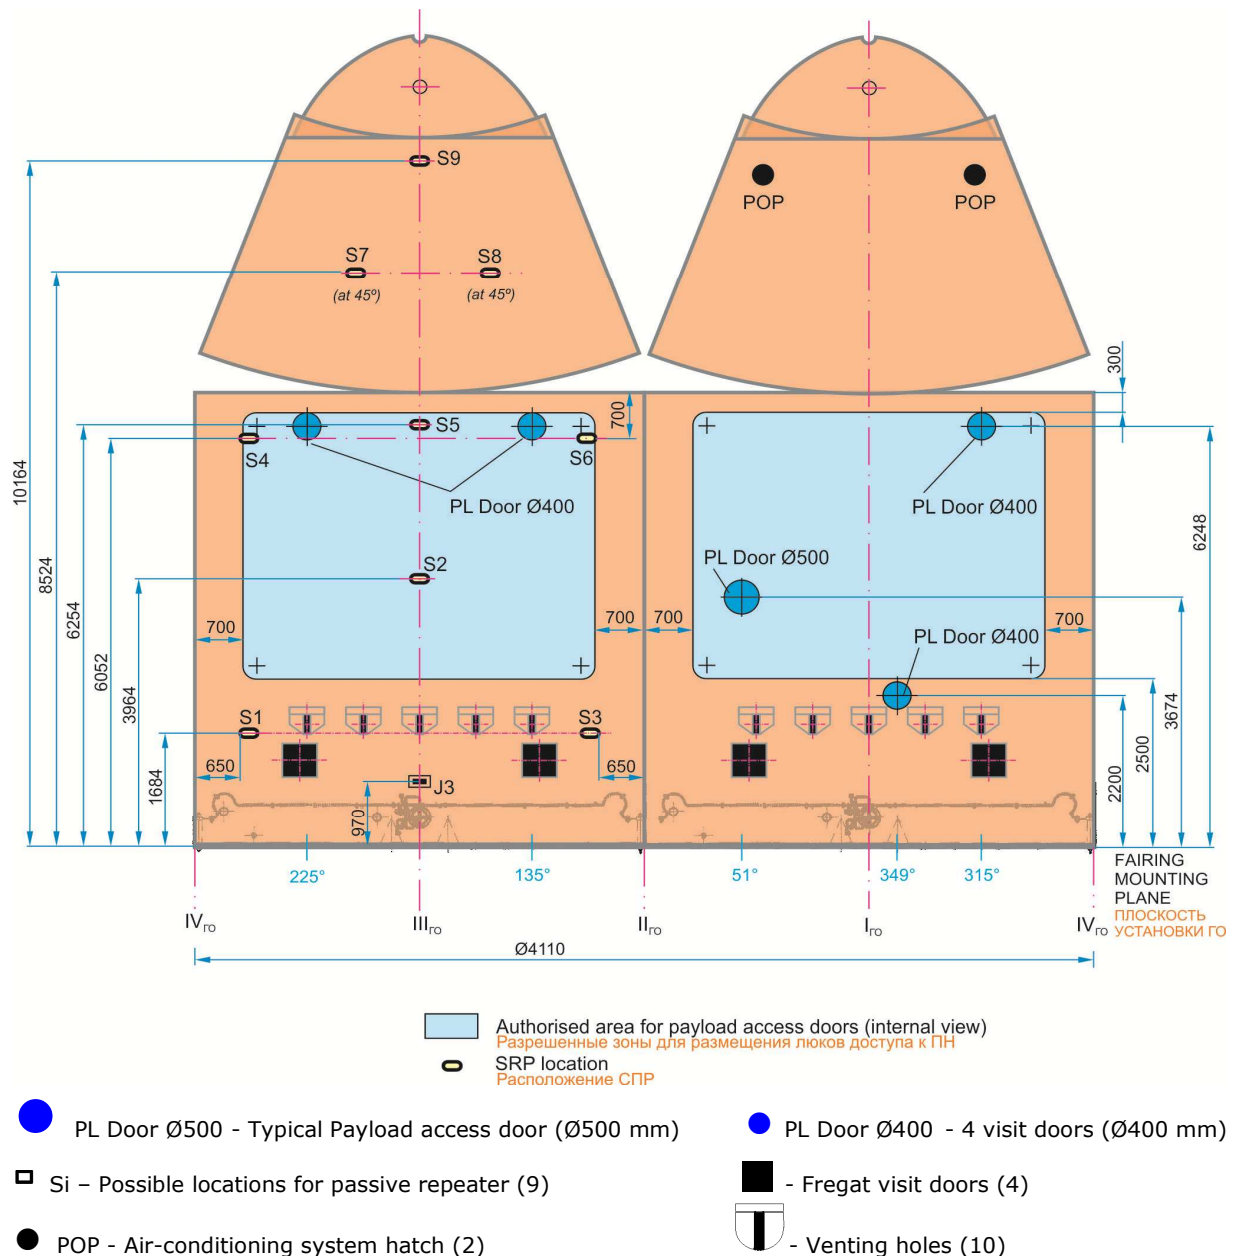 S9
S7
S8
(at 45º)
(at 45º)
POP
POP
300
700
S5
S4
S6
PL Door Ø400
PL Door Ø400
10164
8524
6254
6052
3964
1684
6248
3674
2500
2200
S2
PL Door Ø500
700
700
700
700
PL Door Ø400
S1
S3
650
650
J3
970
225°
135°
51°
349°
315°
FAIRING
MOUNTING
PLANE
ПЛОСКОСТЬ
УСТАНОВКИ ГО
IVго
IIIго
IIго
Iго
IVго
Ø4110
Authorised area for payload access doors (internal view)
Разрешенные зоны для размещения люков доступа к ПН
SRP location
Расположение СПР
PL Door Ø500 - Typical Payload access door (Ø500 mm)
PL Door Ø400 - 4 visit doors (Ø400 mm)
Si – Possible locations for passive repeater (9)
- Fregat visit doors (4)
POP - Air-conditioning system hatch (2)
- Venting holes (10)